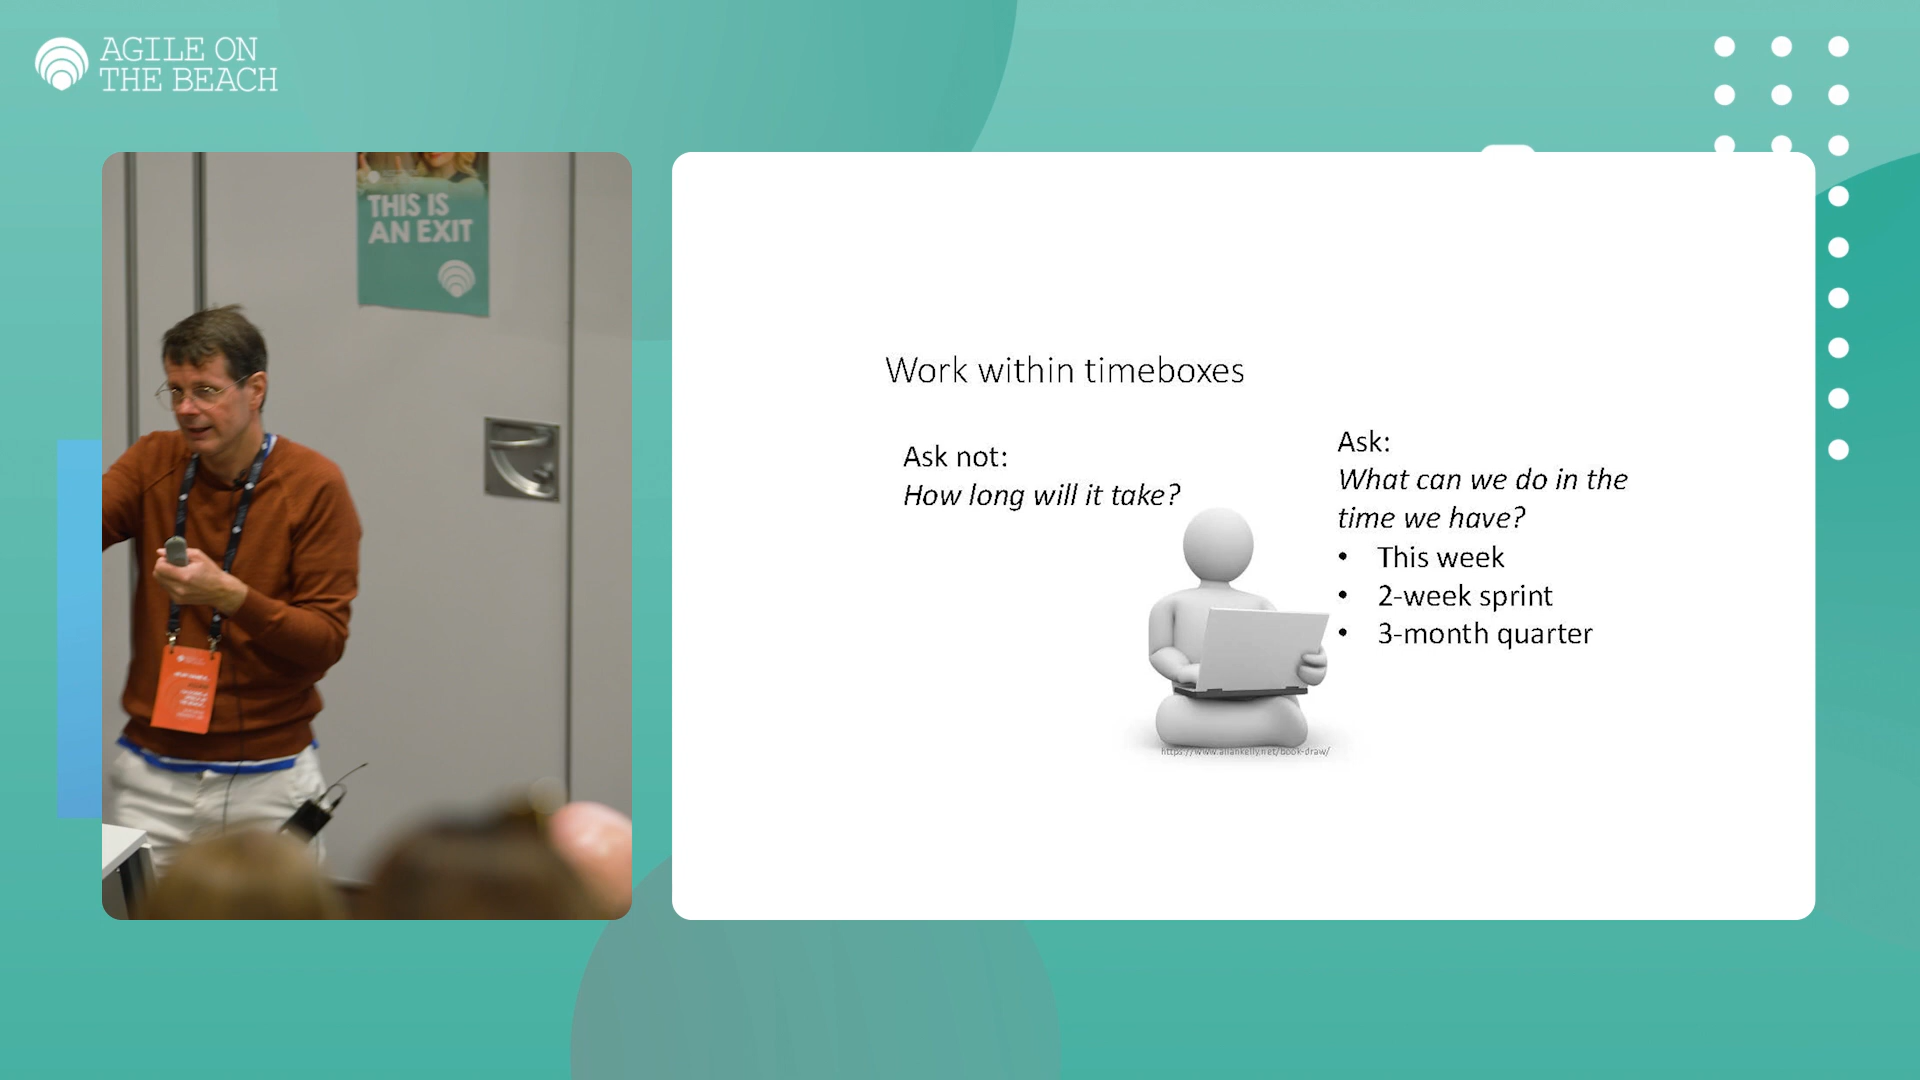 AGILE ON
THE BEACH
THIS IS
AN EXIT
Work within timeboxes
Ask not:
How long will it take?
Ask:
What can we do in the
time we have?
• This week
• 2-week sprint
• 3-month quarter
https://www.allankelly.net/book-draw/